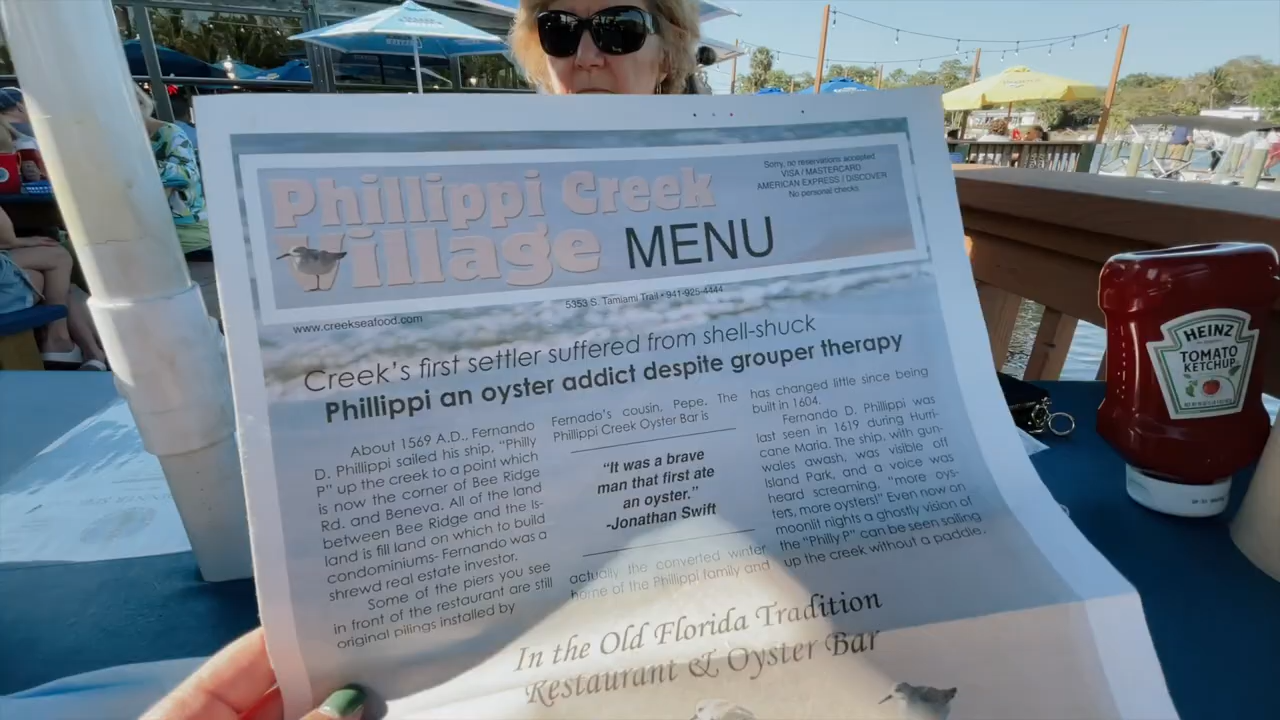 Phillippi Creek
Village MENU
Sorry, no reservations accepted.
VISA / MASTERCARD
AMERICAN EXPRESS / DISCOVER
No personal checks.
5353 S. Tamiami Trail • 941-925-4444
www.creekseafood.com
Creek's first settler suffered from shell-shuck
Phillippi an oyster addict despite grouper therapy
About 1569 A.D., Fernando
D. Phillippi sailed his ship, "Philly
P" up the creek to a point which
is now the corner of Bee Ridge
Rd. and Beneva. All of the land
between Bee Ridge and the Is-
land is fill land on which to build
condominiums- Fernando was a
shrewd real estate investor.
Some of the piers you see
in front of the restaurant are still
original pilings installed by
Fernado's cousin, Pepe. The
Phillippi Creek Oyster Bar is
"It was a brave
man that first ate
an oyster."
-Jonathan Swift
actually the converted winter
home of the Phillippi family and
has changed little since being
built in 1604.
Fernando D. Phillippi was
last seen in 1619 during Hurri-
cane Maria. The ship, with gun-
wales awash, was visible off
Island Park, and a voice was
heard screaming, "more oys-
ters, more oysters!" Even now on
moonlit nights a ghostly vision of
the "Philly P" can be seen sailing
up the creek without a paddle.
In the Old Florida Tradition
Restaurant & Oyster Bar
HEINZ
TOMATO
KETCHUP